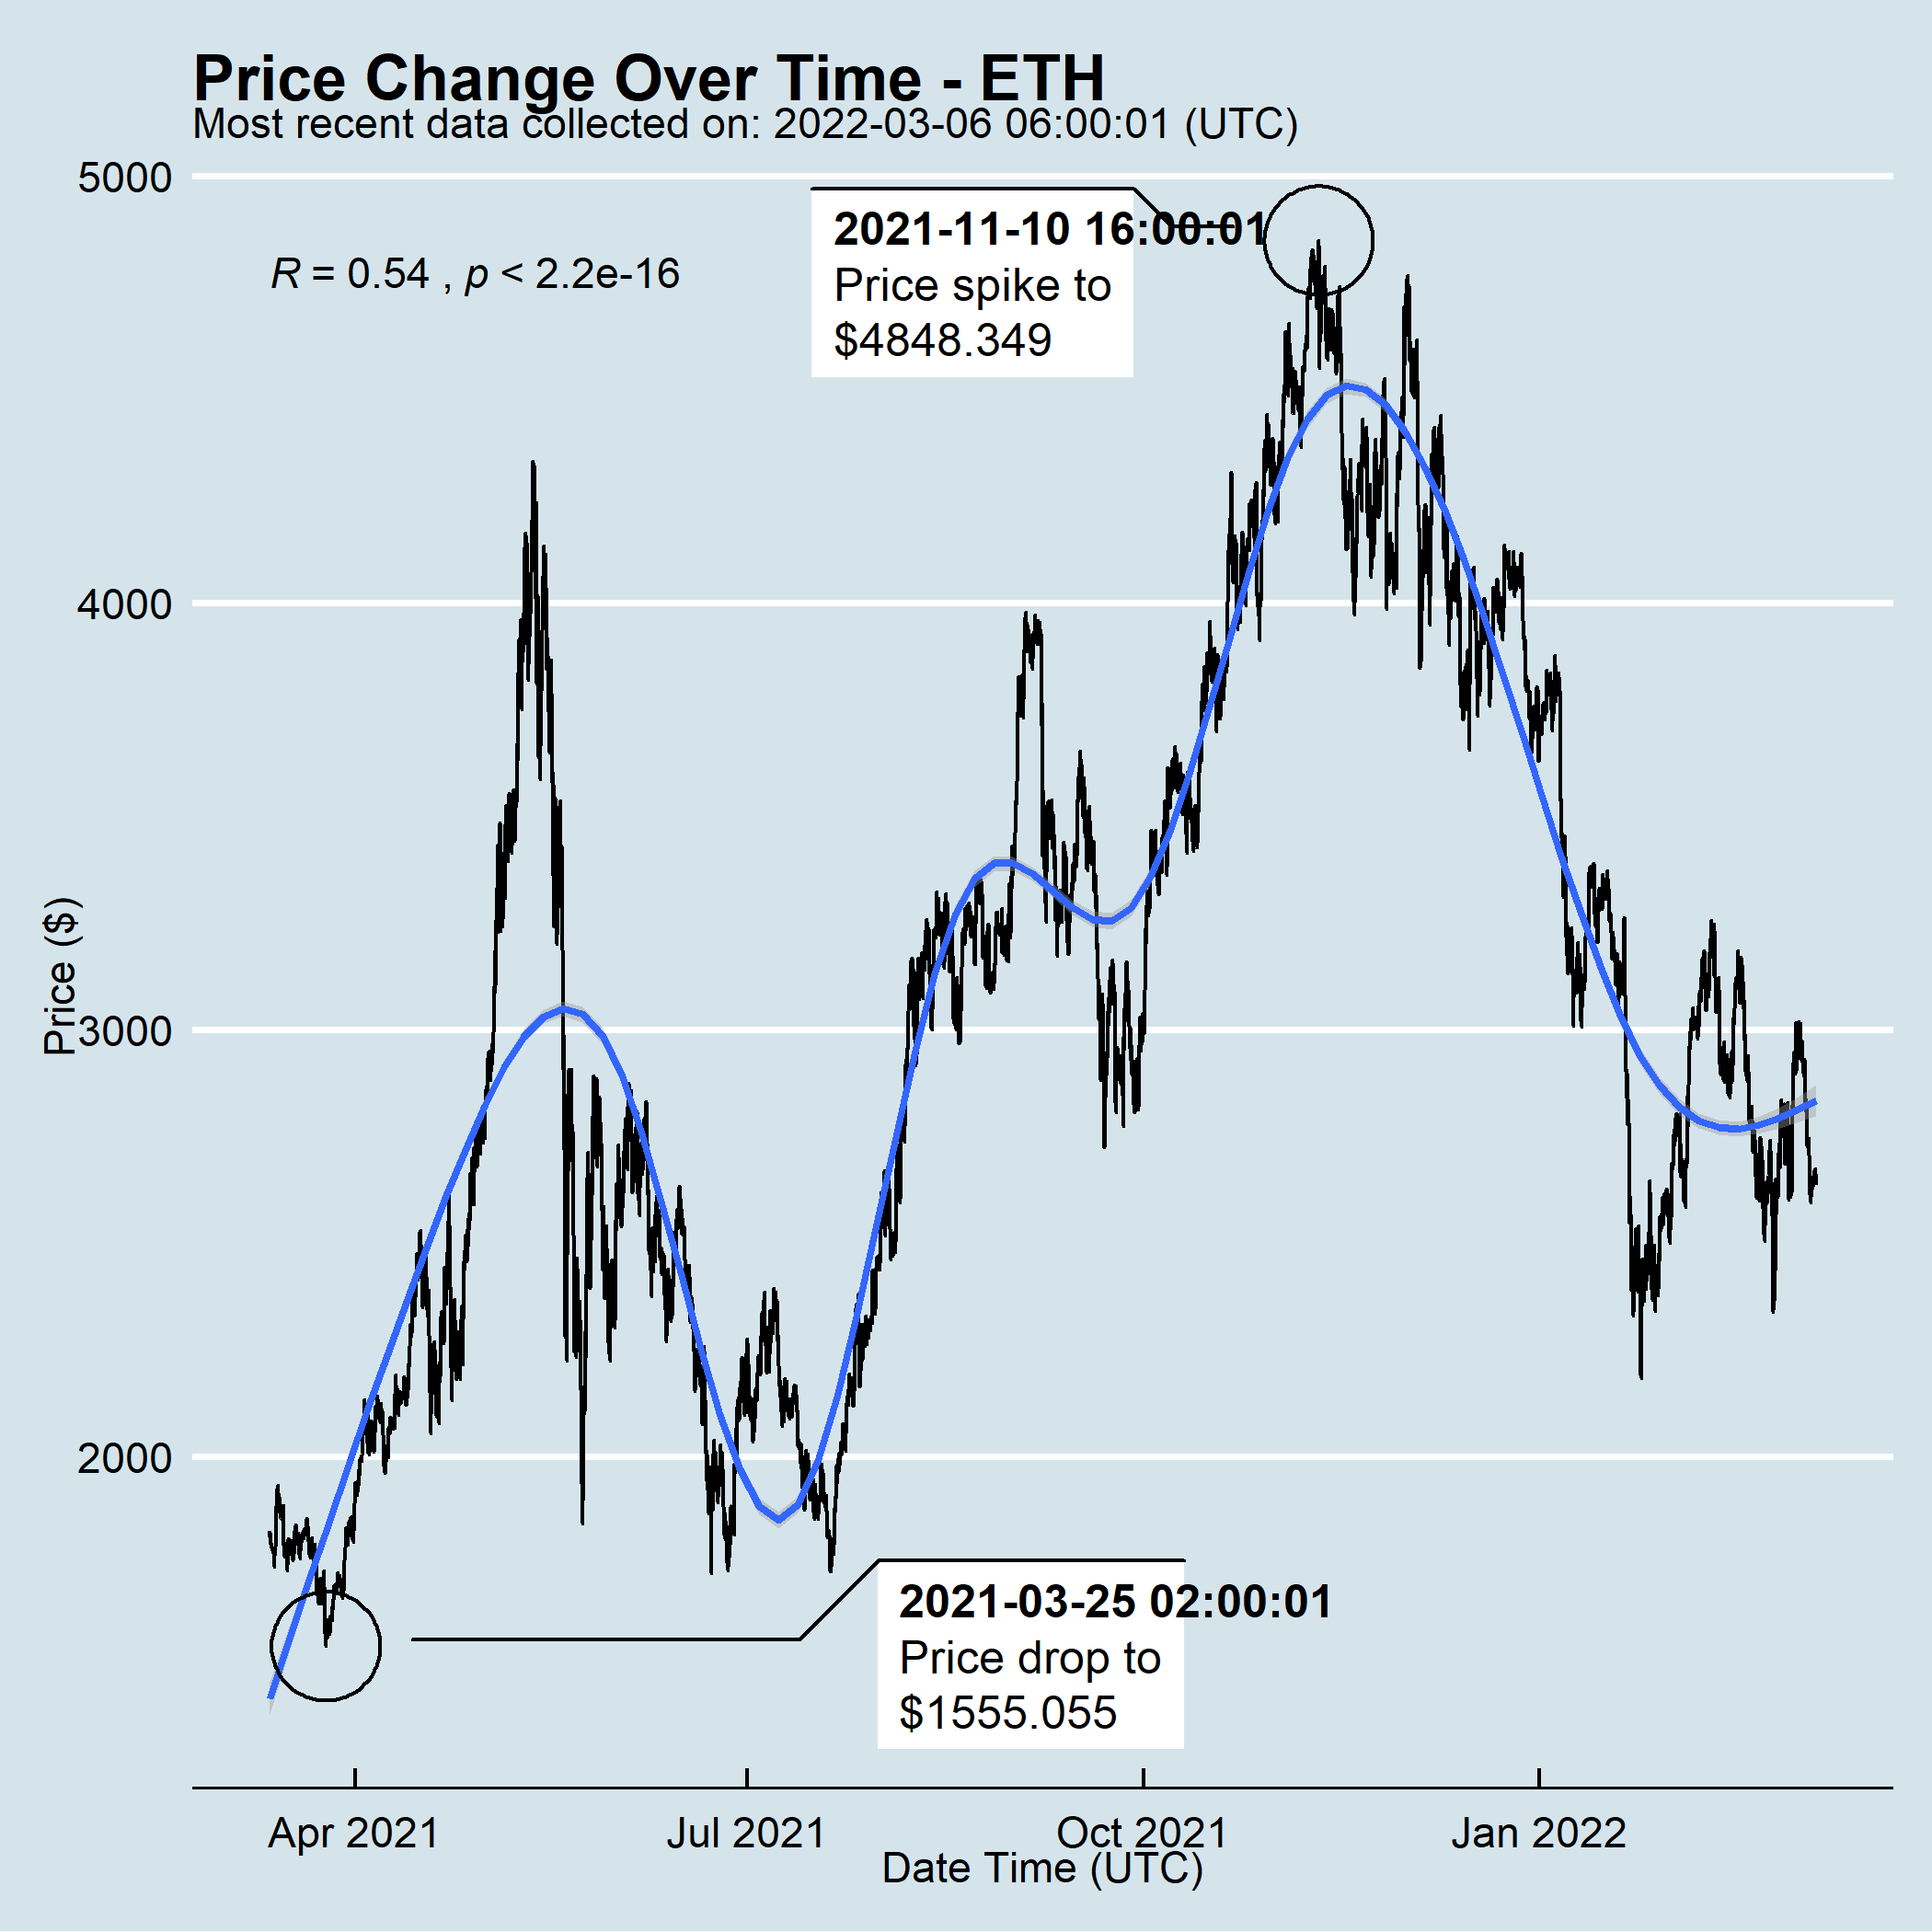 Price Change Over Time - ETH
Most recent data collected on: 2022-03-06 06:00:01 (UTC)
5000
2021-11-10 16:00:01
Price spike to
$4848.349
R = 0.54 , p < 2.2e-16
4000
Price ($)
3000
2000
2021-03-25 02:00:01
Price drop to
$1555.055
Apr 2021
Jul 2021
Oct 2021
Jan 2022
Date Time (UTC)